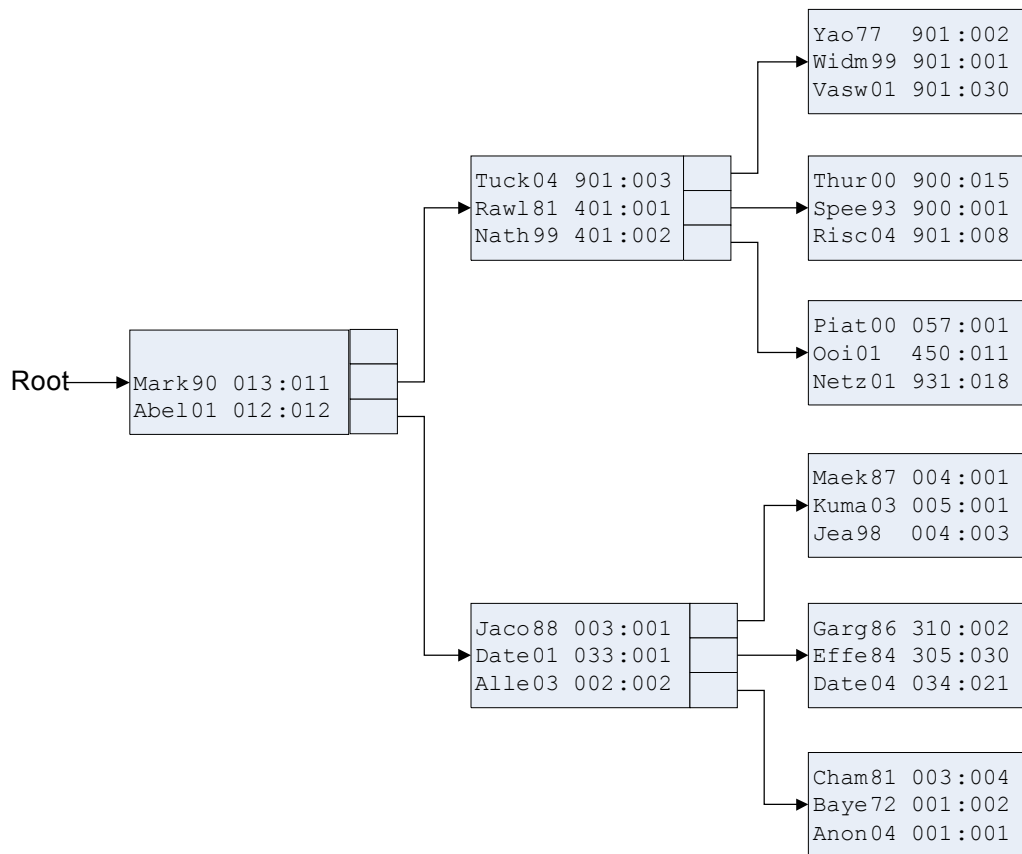 Root
Mark90 013:011
Abel01 012:012
Tuck04 901:003
Rawl81 401:001
Nath99 401:002
Jaco88 003:001
Date01 033:001
Alle03 002:002
Yao77 901:002
Widm99 901:001
Vasw01 901:030
Thur00 900:015
Spee93 900:001
Risc04 901:008
Piat00 057:001
Ooi01 450:011
Netz01 931:018
Maek87 004:001
Kuma03 005:001
Jea98 004:003
Garg86 310:002
Effe84 305:030
Date04 034:021
Cham81 003:004
Baye72 001:002
Anon04 001:001